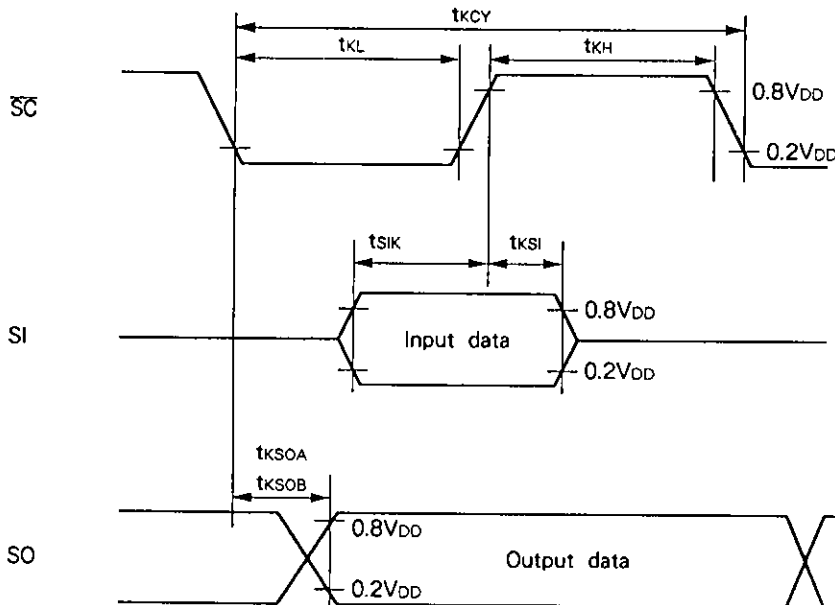 tKCY
tKL
tKH
SC
0.8VDD
0.2VDD
tSIK
tKSI
SI
Input data
0.8VDD
0.2VDD
tKSOA
tKSOB
SO
0.8VDD
0.2VDD
Output data